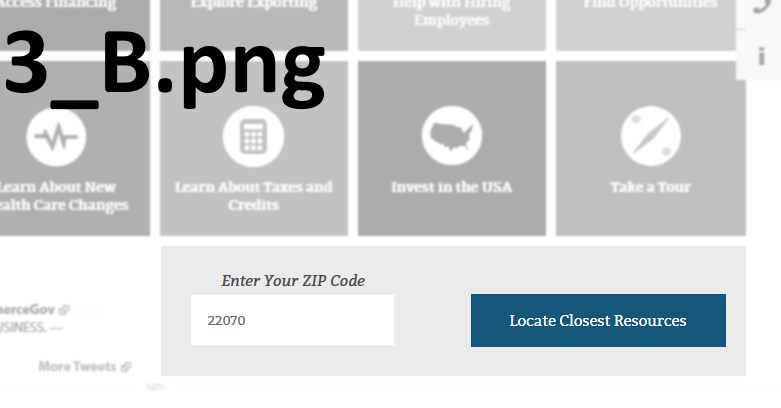 Access Financing
Explore Exporting
Help with Hiring
Employees
Find Opportunities
3_B.png
Learn About New
ealth Care Changes
Learn About Taxes and
Credits
Invest in the USA
Take a Tour
Enter Your ZIP Code
22070
Locate Closest Resources
merceGov
USINESS. —
More Tweets